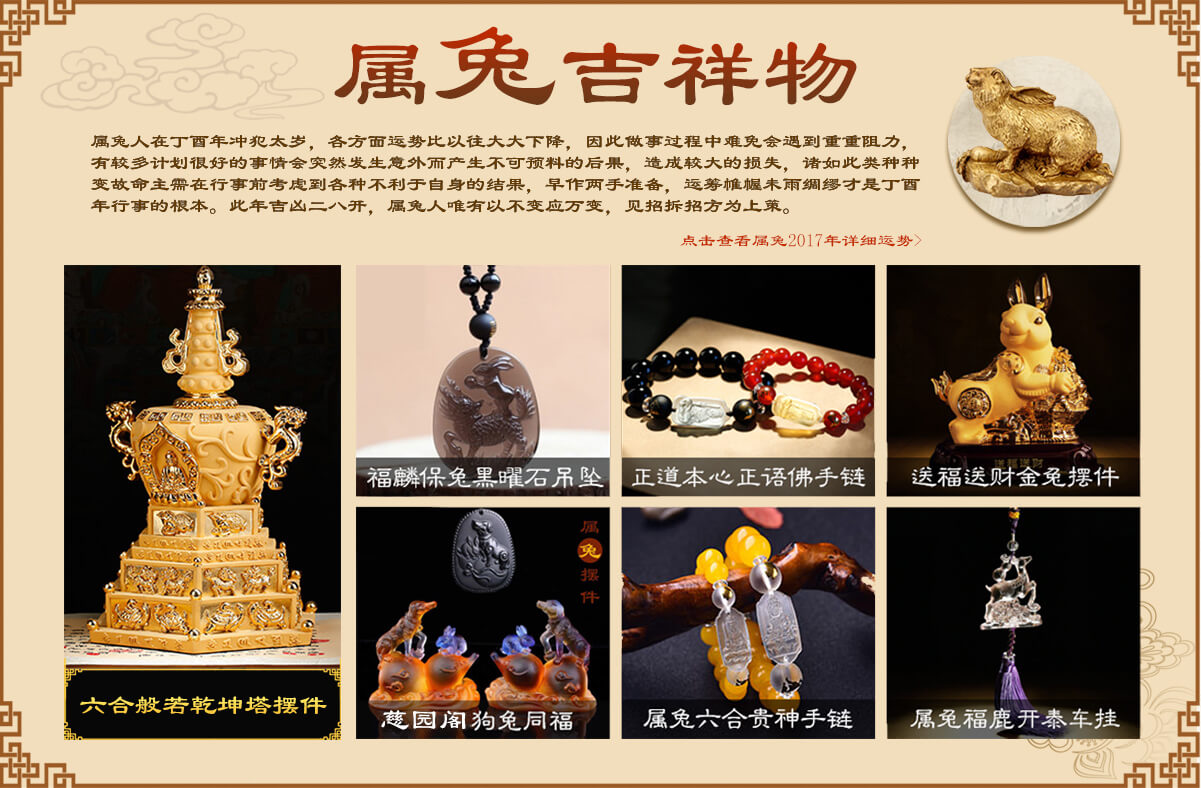 属兔吉祥物
属兔人在丁酉年冲犯太岁，各方面运势比以往大大下降，因此做事过程中难兔会遇到重重阻力，
有较多计划很好的事情会突然发生意外而产生不可预料的后果，造成较大的损失，诸如此类种种
变故命主需在行事前考虑到各种不利于自身的结果，早作两手准备，运筹帷幄未雨绸缪才是丁酉
年行事的根本。此年吉凶二八开，属兔人唯有以不变应万变，见招拆招方为上策。
点击查看属兔2017年详细运势>
福麟保兔黑曜石吊坠
正道本心正语佛手链
送福送财
送福送财金兔摆件
六合般若乾坤塔摆件
属
兔
摆
件
慈园阁狗兔同福
属兔六合贵神手链
属兔福鹿开泰车挂